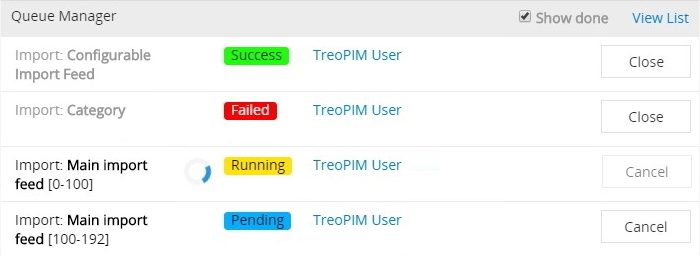 Queue Manager Show done View List
Import: Configurable Success TreoPIM User Close
Import Feed
Import: Category Failed TreoPIM User Close
Import: Main import Running TreoPIM User Cancel
feed [0-100]
Import: Main import Pending TreoPIM User Cancel
feed [100-192]